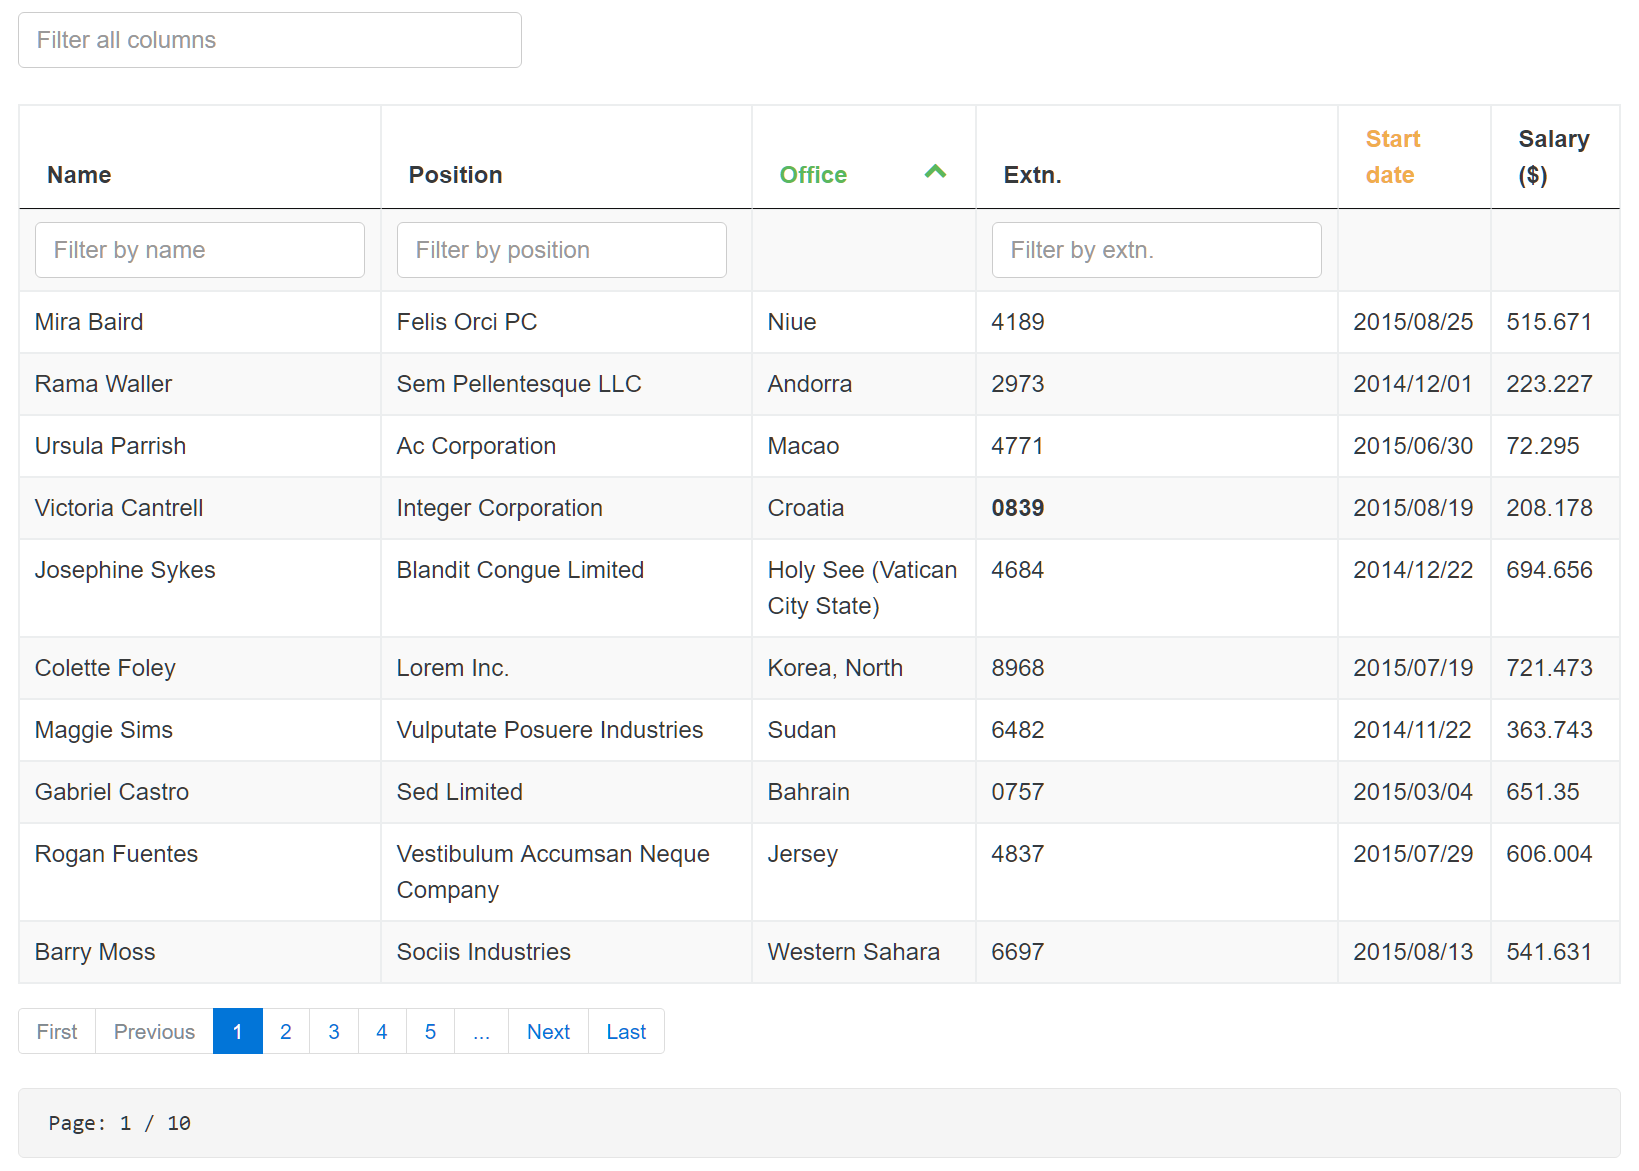 Filter all columns
Name Position Office Extn. Start date Salary ($)
Filter by name Filter by position Filter by extn.
Mira Baird Felis Orci PC Niue 4189 2015/08/25 515.671
Rama Waller Sem Pellentesque LLC Andorra 2973 2014/12/01 223.227
Ursula Parrish Ac Corporation Macao 4771 2015/06/30 72.295
Victoria Cantrell Integer Corporation Croatia 0839 2015/08/19 208.178
Josephine Sykes Blandit Congue Limited Holy See (Vatican City State) 4684 2014/12/22 694.656
Colette Foley Lorem Inc. Korea, North 8968 2015/07/19 721.473
Maggie Sims Vulputate Posuere Industries Sudan 6482 2014/11/22 363.743
Gabriel Castro Sed Limited Bahrain 0757 2015/03/04 651.35
Rogan Fuentes Vestibulum Accumsan Neque Company Jersey 4837 2015/07/29 606.004
Barry Moss Sociis Industries Western Sahara 6697 2015/08/13 541.631
First Previous 1 2 3 4 5 ... Next Last
Page: 1 / 10